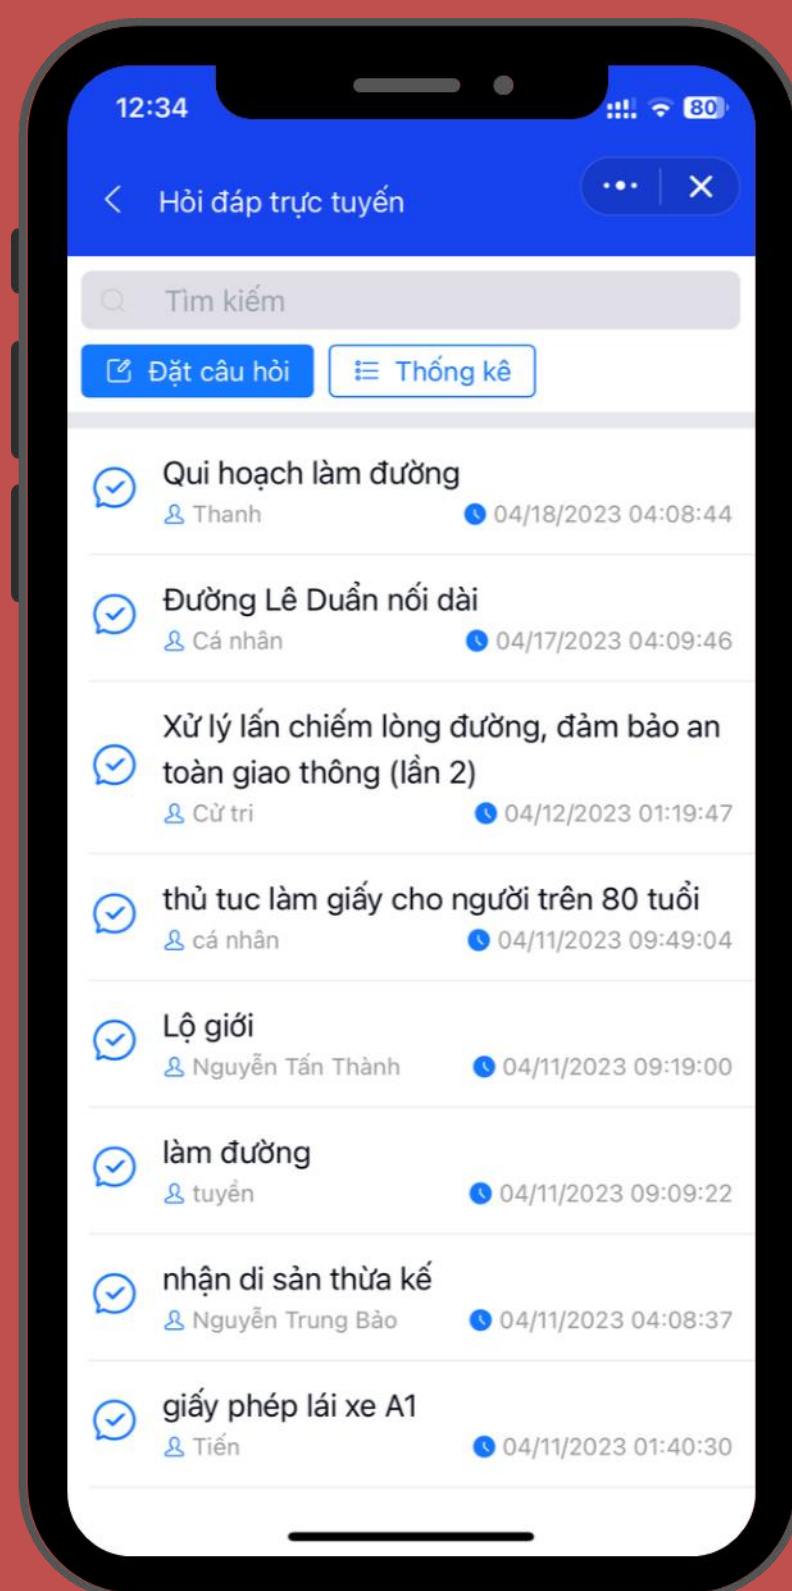 12:34
80
Hỏi đáp trực tuyến
Tìm kiếm
Đặt câu hỏi
Thống kê
Qui hoạch làm đường
Thanh
04/18/2023 04:08:44
Đường Lê Duẩn nối dài
Cá nhân
04/17/2023 04:09:46
Xử lý lấn chiếm lòng đường, đảm bảo an
toàn giao thông (lần 2)
Cử tri
04/12/2023 01:19:47
thủ tuc làm giấy cho người trên 80 tuổi
cá nhân
04/11/2023 09:49:04
Lộ giới
Nguyễn Tấn Thành
04/11/2023 09:19:00
làm đường
tuyển
04/11/2023 09:09:22
nhận di sản thừa kế
Nguyễn Trung Bảo
04/11/2023 04:08:37
giấy phép lái xe A1
Tiến
04/11/2023 01:40:30